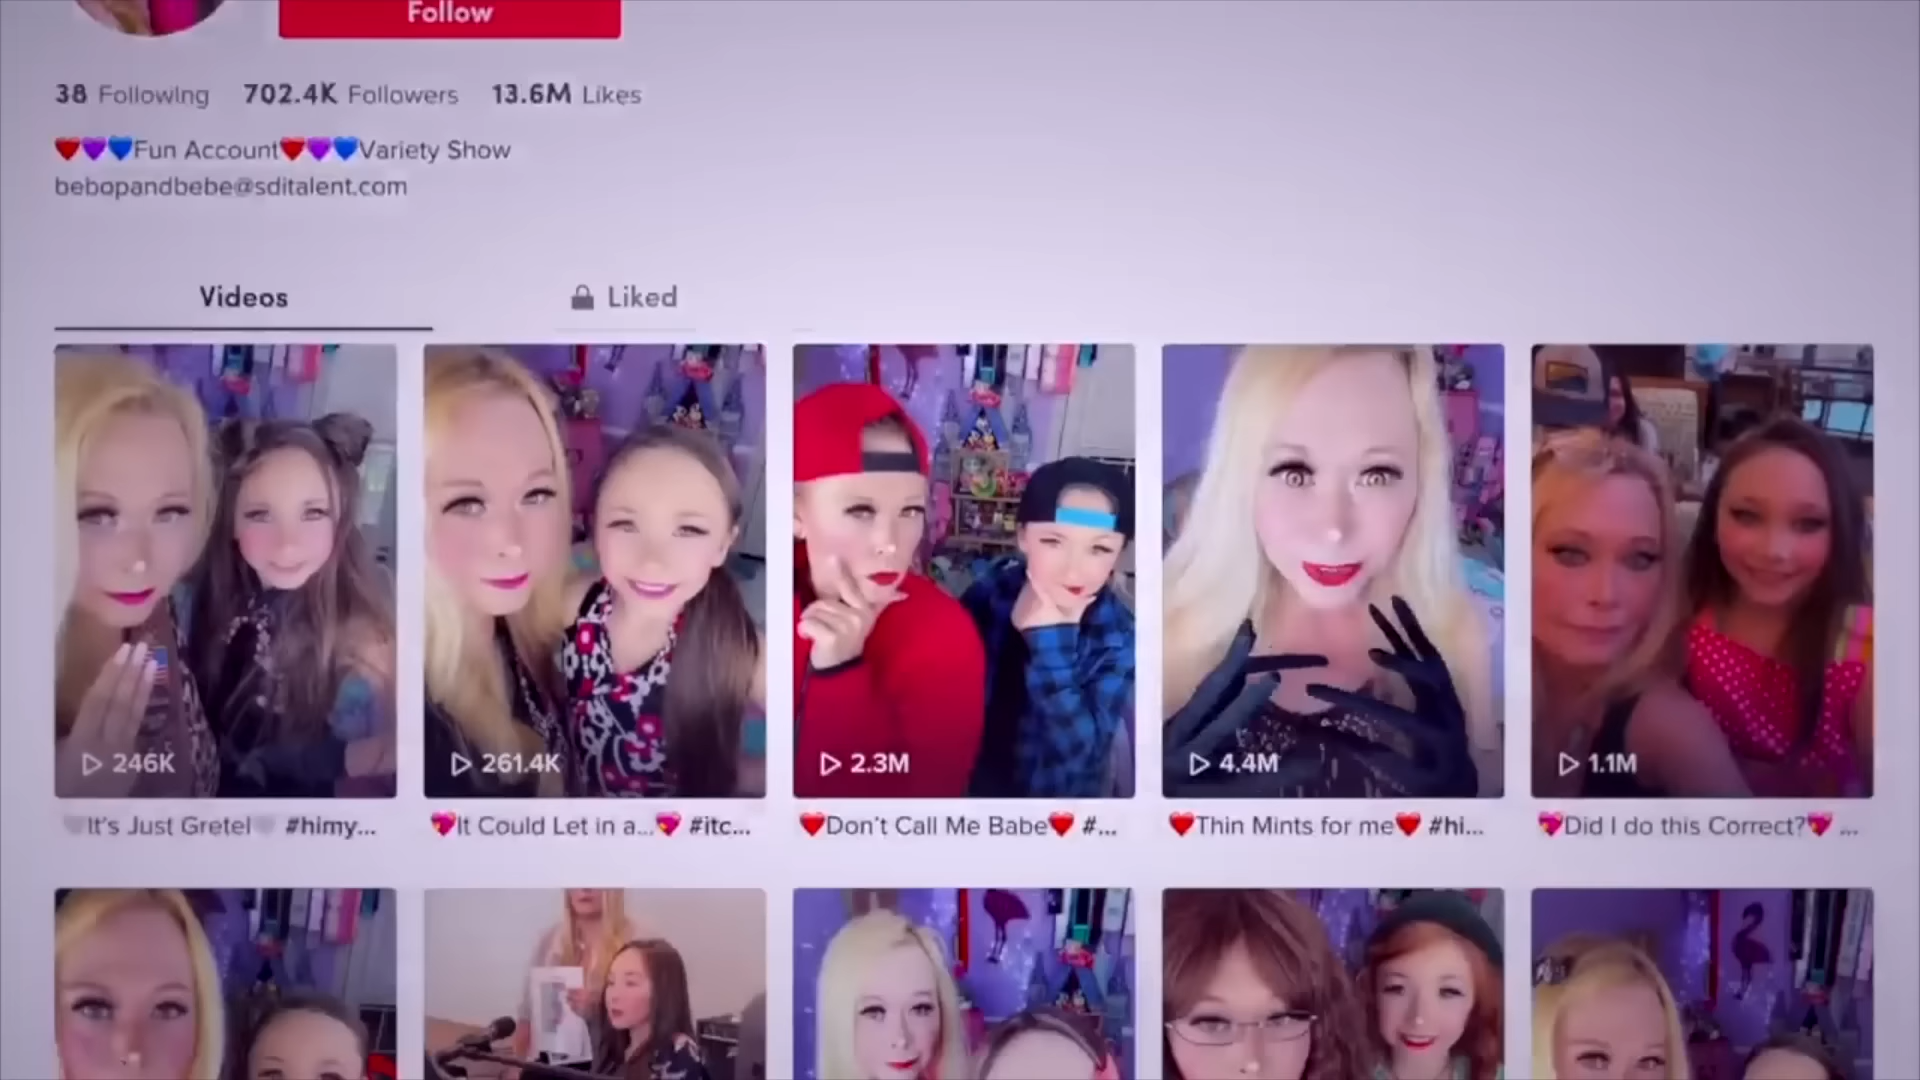 Follow
38 Following 702.4K Followers 13.6M Likes
❤️💜💙Fun Account❤️💜💙Variety Show
bebopandbebe@sditalent.com
Videos Liked
246K 261.4K 2.3M 4.4M 1.1M
🤍It's Just Gretel🤍 #himy... 💖It Could Let in a...💖 #itc... ❤️Don't Call Me Babe❤️ #... ❤️Thin Mints for me❤️ #hi... 💖Did I do this Correct?💖 ...